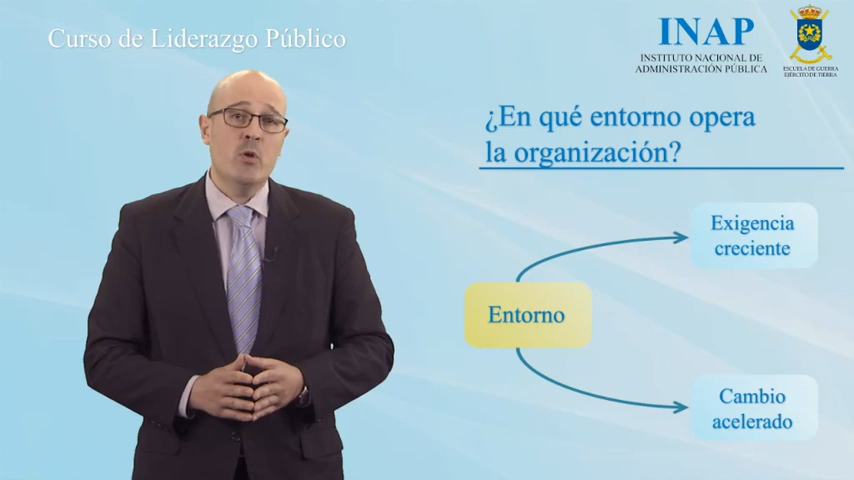 Curso de Liderazgo Público
INAP
INSTITUTO NACIONAL DE
ADMINISTRACIÓN PÚBLICA
ESCUELA DE GUERRA
EJÉRCITO DE TIERRA
¿En qué entorno opera
la organización?
Exigencia
creciente
Entorno
Cambio
acelerado